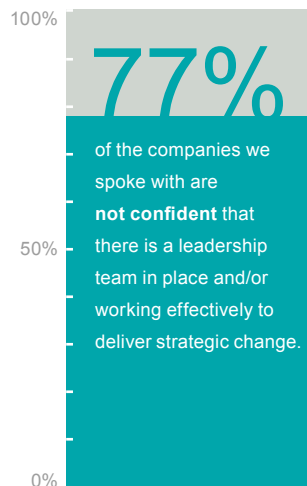 100%
77%
of the companies we
spoke with are
not confident that
there is a leadership
team in place and/or
50%
working effectively to
deliver strategic change.
0%